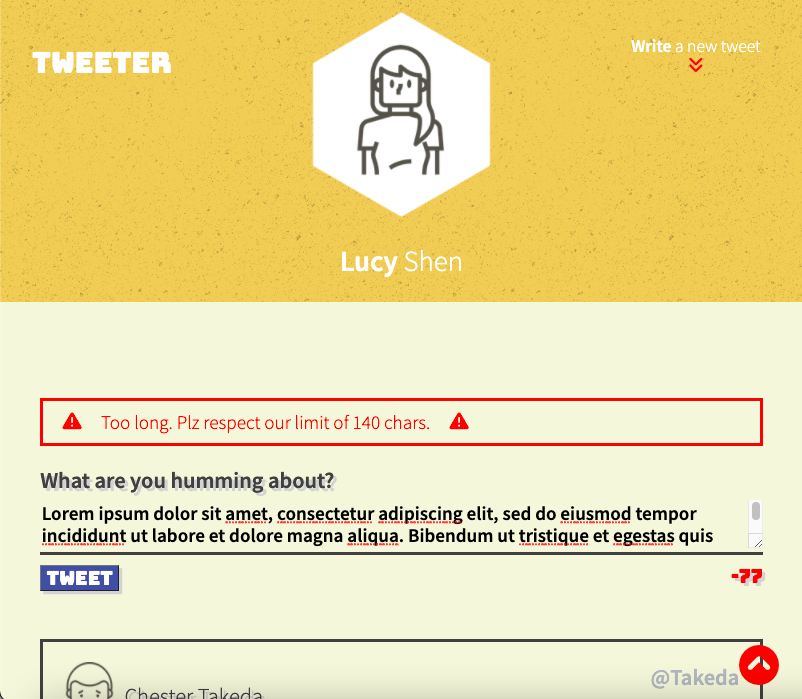 TWEETER
Write a new tweet
Lucy Shen
Too long. Plz respect our limit of 140 chars.
What are you humming about?
Lorem ipsum dolor sit amet, consectetur adipiscing elit, sed do eiusmod tempor
incididunt ut labore et dolore magna aliqua. Bibendum ut tristique et egestas quis
TWEET
-77
Chester Takeda
@Takeda